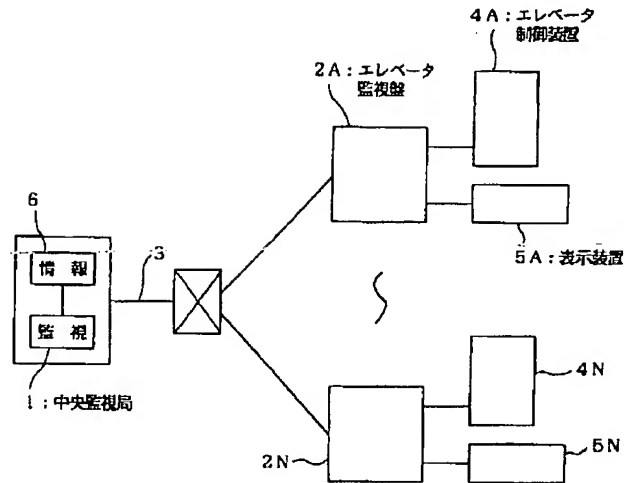 4A：エレベータ
制御装置
2A：エレベータ
監視盤
6
3
情 報
5A：表示装置
監 視
1：中央監視局
4N
2N
5N